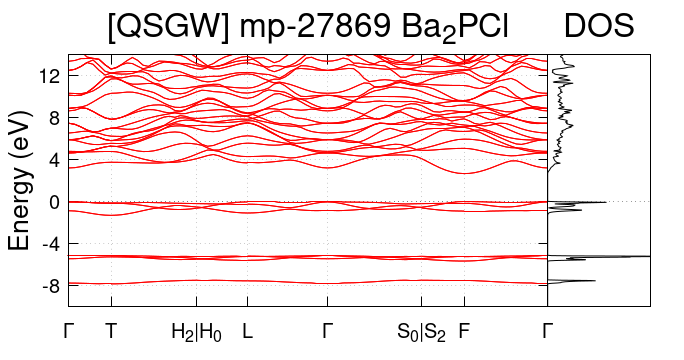 [QSGW] mp-27869 Ba₂PCl DOS
Energy (eV)
12
8
4
0
-4
-8
Γ T H₂|H₀ L Γ S₀|S₂ F Γ